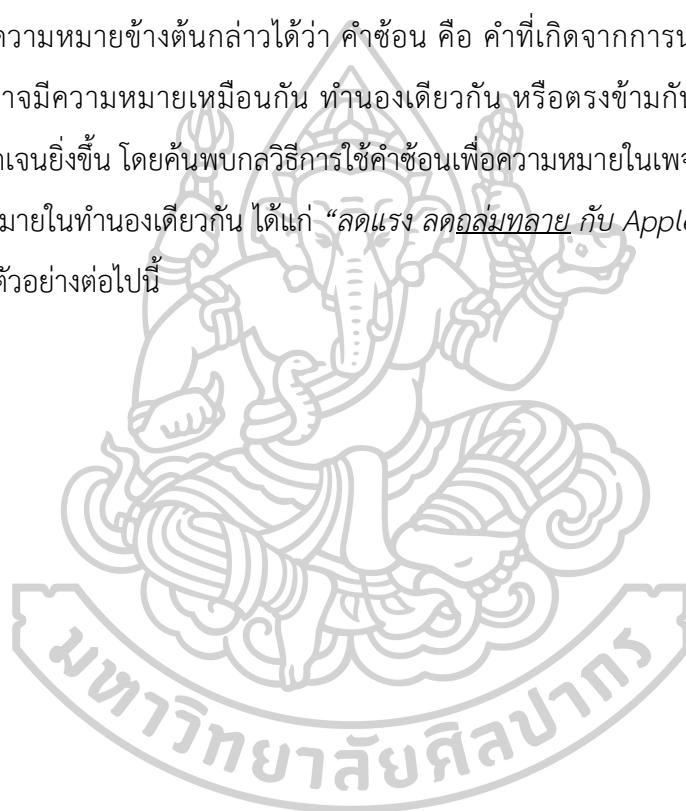 ความหมายข้างต้นกล่าวได้ว่า คำซ้อน คือ คำที่เกิดจากการน
าจมีความหมายเหมือนกัน ทำนองเดียวกัน หรือตรงข้ามกัน
าเจนยิ่งขึ้น โดยค้นพบกลวิธีการใช้คำซ้อนเพื่อความหมายในเพจ
หมายในทำนองเดียวกัน ได้แก่ “ลดแรง ลดถล่มทลาย กับ Apple
ตัวอย่างต่อไปนี้
มหาวิทยาลัยศิลปากร